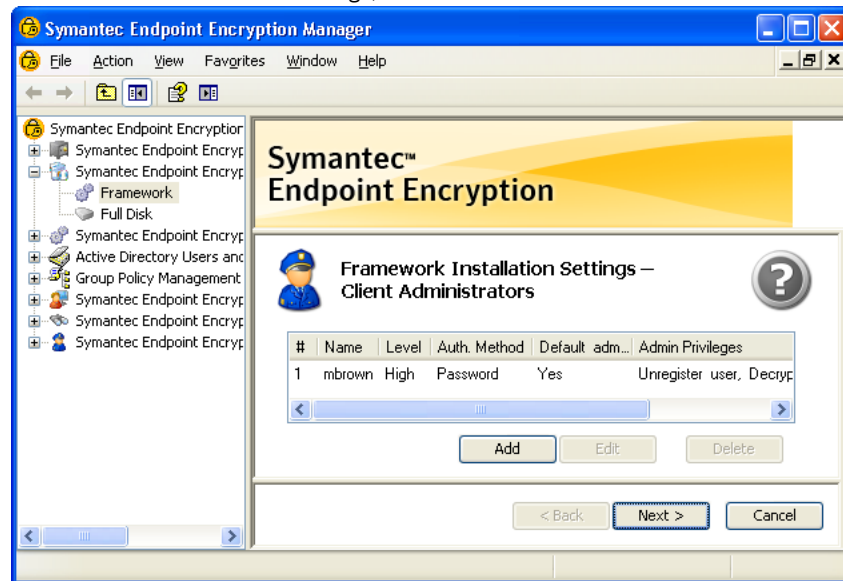 Symantec Endpoint Encryption Manager
File Action View Favorites Window Help
Symantec Endpoint Encryption
Symantec Endpoint Encryp
Symantec Endpoint Encryp
Framework
Full Disk
Symantec Endpoint Encryp
Active Directory Users and
Group Policy Management
Symantec Endpoint Encryp
Symantec Endpoint Encryp
Symantec Endpoint Encryp
Symantec™
Endpoint Encryption
Framework Installation Settings –
Client Administrators
# Name Level Auth. Method Default adm... Admin Privileges
1 mbrown High Password Yes Unregister user, Decryp
Add Edit Delete
< Back Next > Cancel